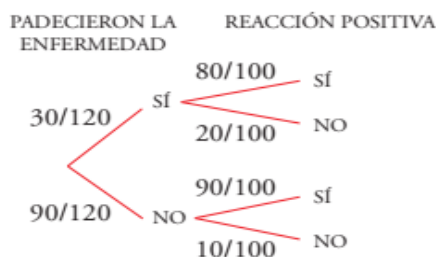 PADECIERON LA
ENFERMEDAD
REACCIÓN POSITIVA
80/100
SÍ
SÍ
30/120
20/100
NO
90/100
SÍ
90/120
NO
10/100
NO